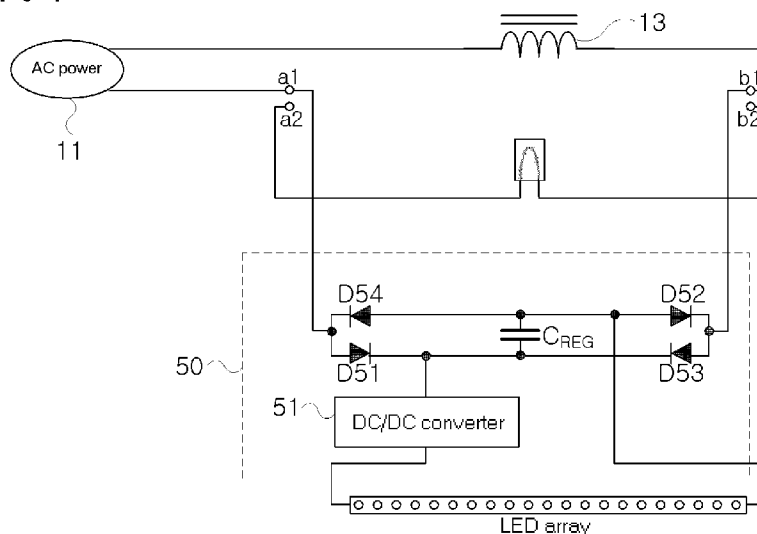 13
AC power
a1
a2
b1
b2
11
D54
D52
CREG
D51
D53
50
51
DC/DC converter
LED array